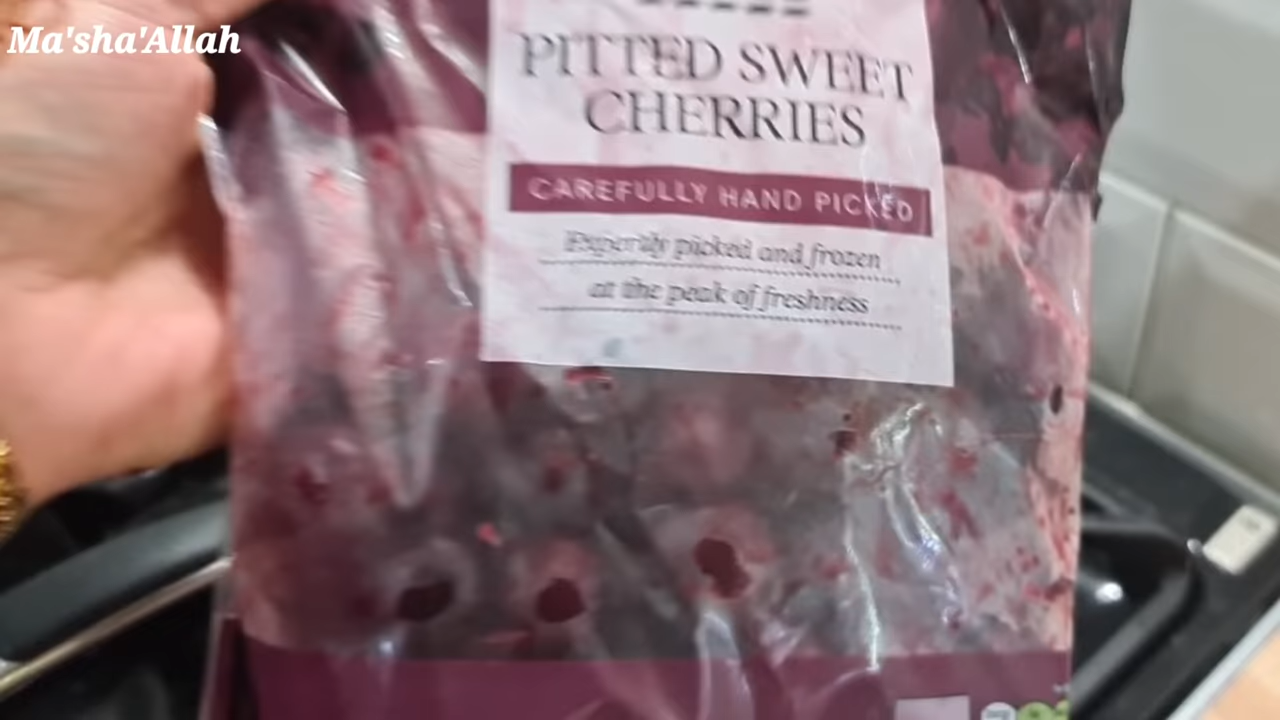 Ma'sha'Allah
PITTED SWEET
CHERRIES
CAREFULLY HAND PICKED
Expertly picked and frozen
at the peak of freshness